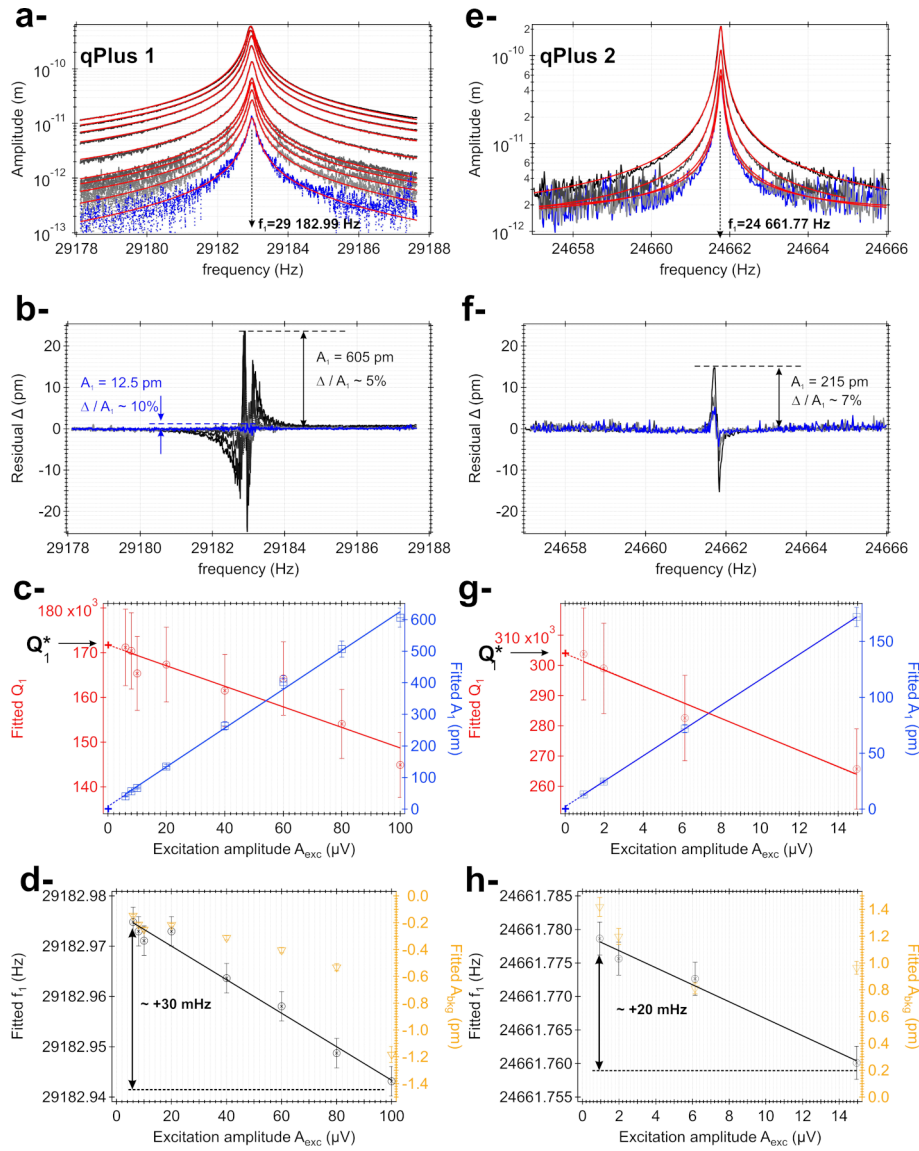 a-
qPlus 1
Amplitude (m)
10⁻¹⁰
10⁻¹¹
10⁻¹²
10⁻¹³
f₁=29 182.99 Hz
29178 29180 29182 29184 29186 29188
frequency (Hz)
e-
qPlus 2
Amplitude (m)
2
10⁻¹⁰
8
6
4
2
10⁻¹¹
8
6
4
2
10⁻¹²
f₁=24 661.77 Hz
24658 24660 24662 24664 24666
frequency (Hz)
b-
Residual Δ (pm)
20
10
0
-10
-20
A₁ = 12.5 pm
Δ / A₁ ~ 10%
A₁ = 605 pm
Δ / A₁ ~ 5%
29178 29180 29182 29184 29186 29188
frequency (Hz)
f-
Residual Δ (pm)
20
10
0
-10
-20
A₁ = 215 pm
Δ / A₁ ~ 7%
24658 24660 24662 24664 24666
frequency (Hz)
c-
Q₁*
Fitted Q₁
180 x10³
170
160
150
140
Fitted A₁ (pm)
600
500
400
300
200
100
0
0 20 40 60 80 100
Excitation amplitude Aexc (µV)
g-
Q₁*
Fitted Q₁
310 x10³
300
290
280
270
260
Fitted A₁ (pm)
150
100
50
0
0 2 4 6 8 10 12 14
Excitation amplitude Aexc (µV)
d-
Fitted f₁ (Hz)
29182.98
29182.97
29182.96
29182.95
29182.94
~ +30 mHz
Fitted Abkg (pm)
0.0
-0.2
-0.4
-0.6
-0.8
-1.0
-1.2
-1.4
0 20 40 60 80 100
Excitation amplitude Aexc (µV)
h-
Fitted f₁ (Hz)
24661.785
24661.780
24661.775
24661.770
24661.765
24661.760
24661.755
~ +20 mHz
Fitted Abkg (pm)
1.4
1.2
1.0
0.8
0.6
0.4
0.2
0.0
0 2 4 6 8 10 12 14
Excitation amplitude Aexc (µV)